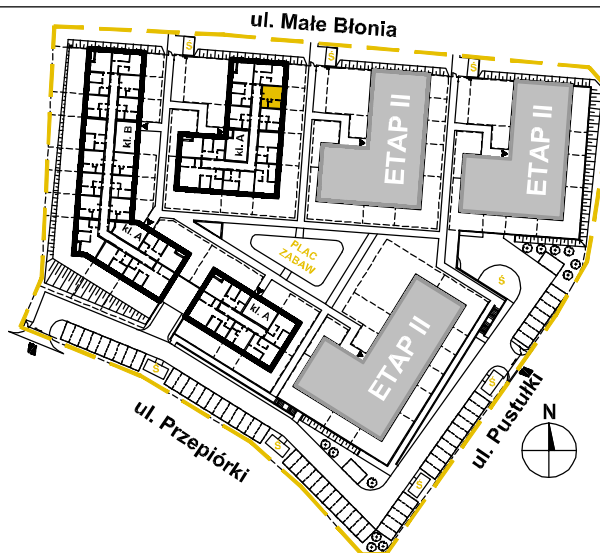 ul. Małe Błonia
Ś
Ś
Ś
kl. B
kl. A
ETAP II
ETAP II
kl. A
PLAC
ZABAW
Ś
kl. A
ETAP II
Ś
Ś
ul. Pustułki
N
ul. Przepiórki
Ś
Ś